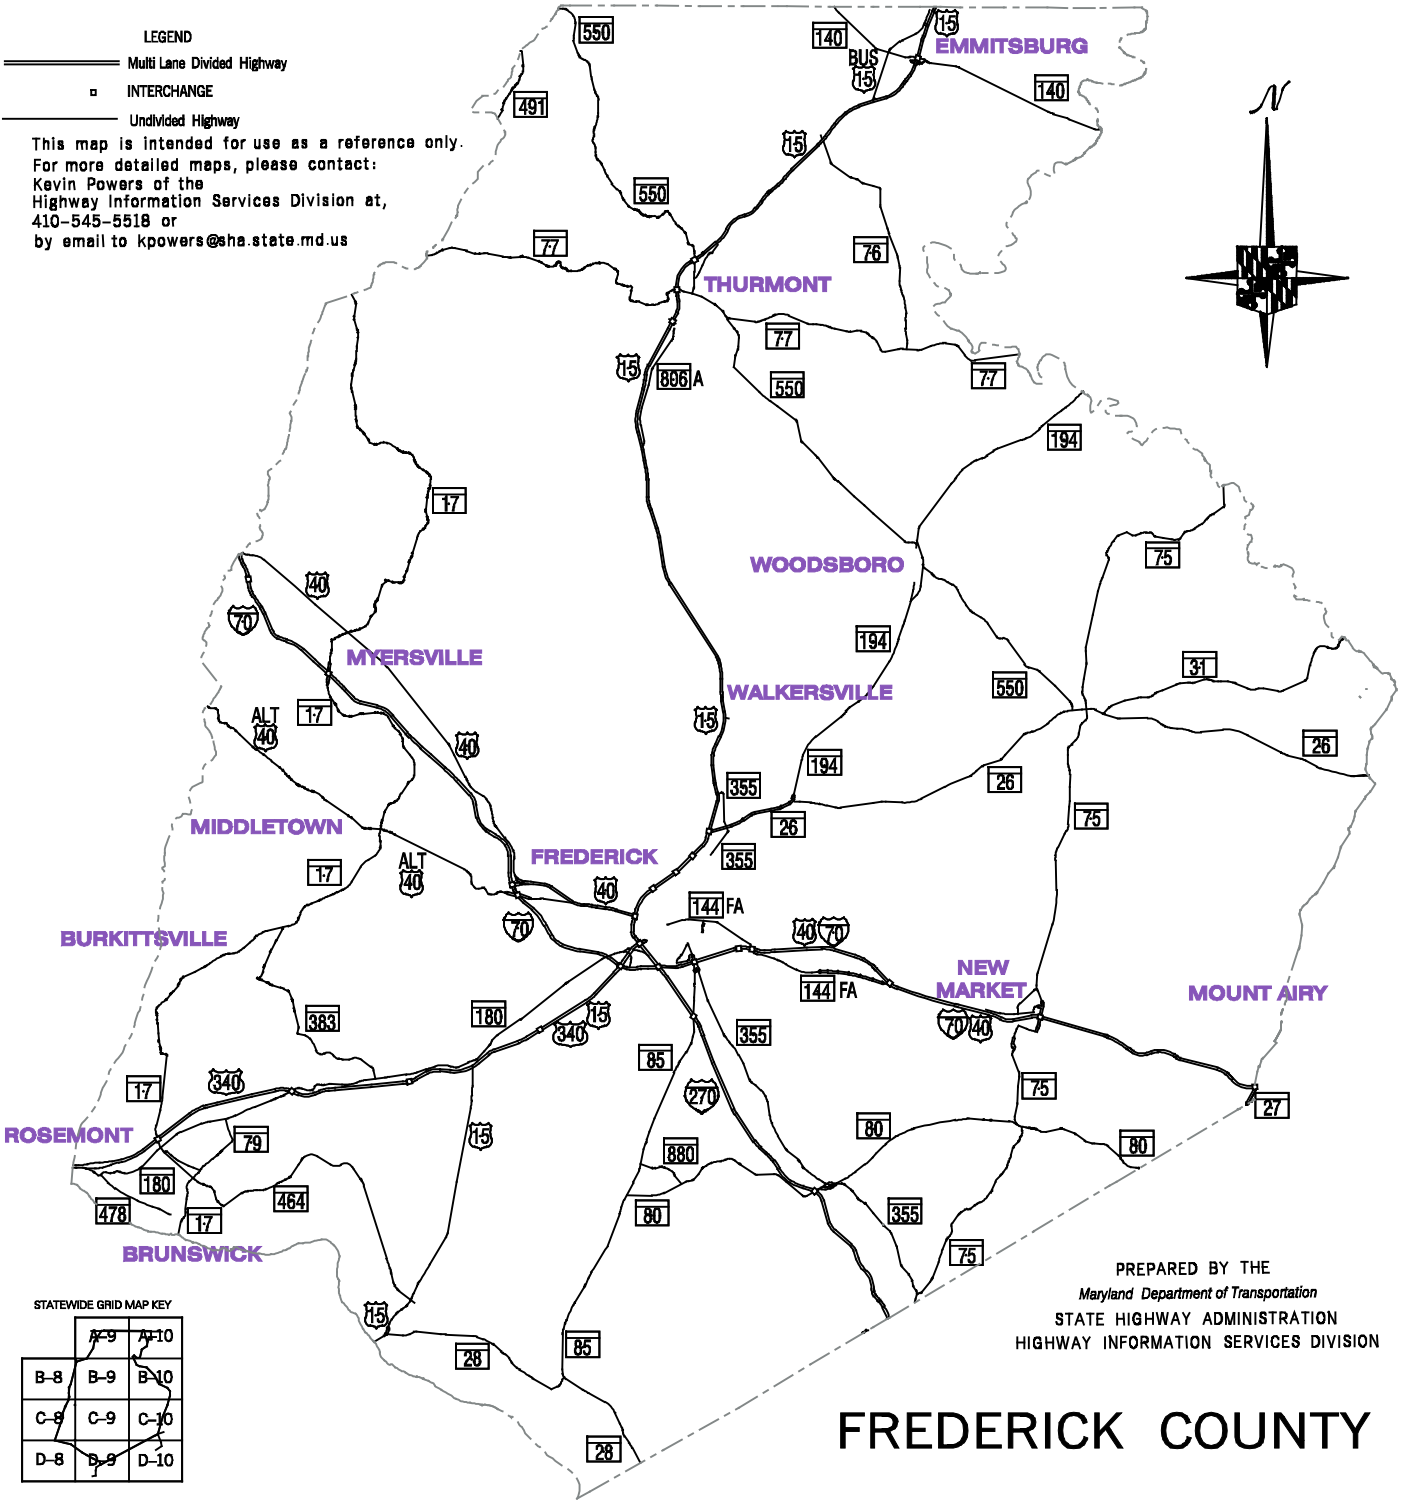 LEGEND
Multi Lane Divided Highway
INTERCHANGE
Undivided Highway
This map is intended for use as a reference only.
For more detailed maps, please contact:
Kevin Powers of the
Highway Information Services Division at,
410-545-5518 or
by email to kpowers@sha.state.md.us
550
140
15
EMMITSBURG
BUS
15
491
140
15
550
77
76
N
THURMONT
77
15
806 A
550
77
194
17
75
WOODSBORO
40
70
194
MYERSVILLE
31
WALKERSVILLE
550
17
ALT
40
15
40
194
26
26
355
75
26
MIDDLETOWN
FREDERICK
355
17
ALT
40
40
144 FA
70
40
70
BURKITTSVILLE
NEW
MARKET
144 FA
MOUNT AIRY
383
180
15
340
70
40
355
85
17
340
270
75
27
ROSEMONT
79
15
80
80
880
180
464
478
17
80
355
BRUNSWICK
75
15
28
85
28
PREPARED BY THE
Maryland Department of Transportation
STATE HIGHWAY ADMINISTRATION
HIGHWAY INFORMATION SERVICES DIVISION
FREDERICK COUNTY
STATEWIDE GRID MAP KEY
A-9 A-10
B-8 B-9 B-10
C-8 C-9 C-10
D-8 D-9 D-10